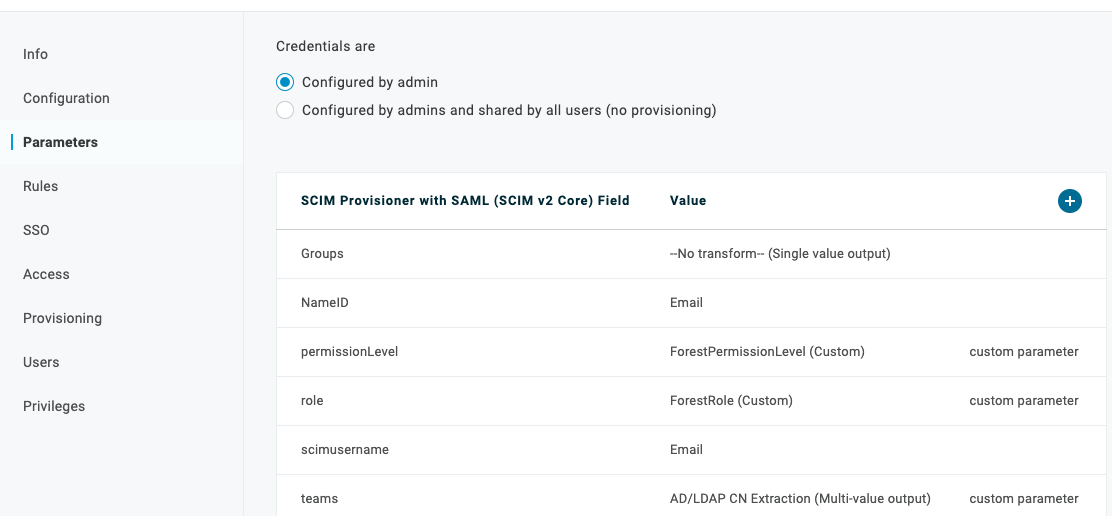 Info
Configuration
Parameters
Rules
SSO
Access
Provisioning
Users
Privileges
Credentials are
Configured by admin
Configured by admins and shared by all users (no provisioning)
SCIM Provisioner with SAML (SCIM v2 Core) Field Value
Groups --No transform-- (Single value output)
NameID Email
permissionLevel ForestPermissionLevel (Custom) custom parameter
role ForestRole (Custom) custom parameter
scimusername Email
teams AD/LDAP CN Extraction (Multi-value output) custom parameter